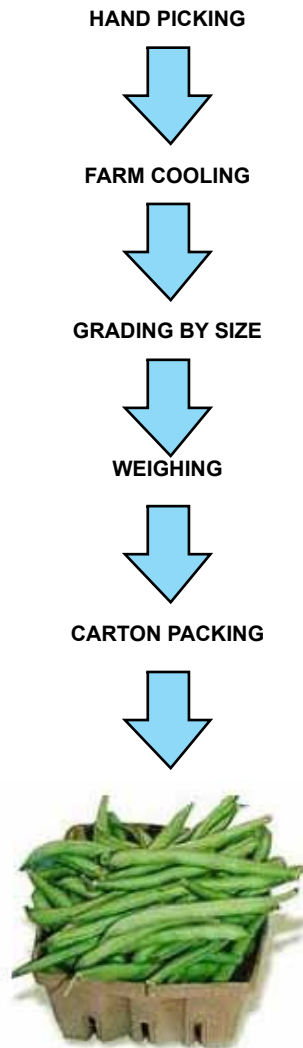 HAND PICKING
FARM COOLING
GRADING BY SIZE
WEIGHING
CARTON PACKING